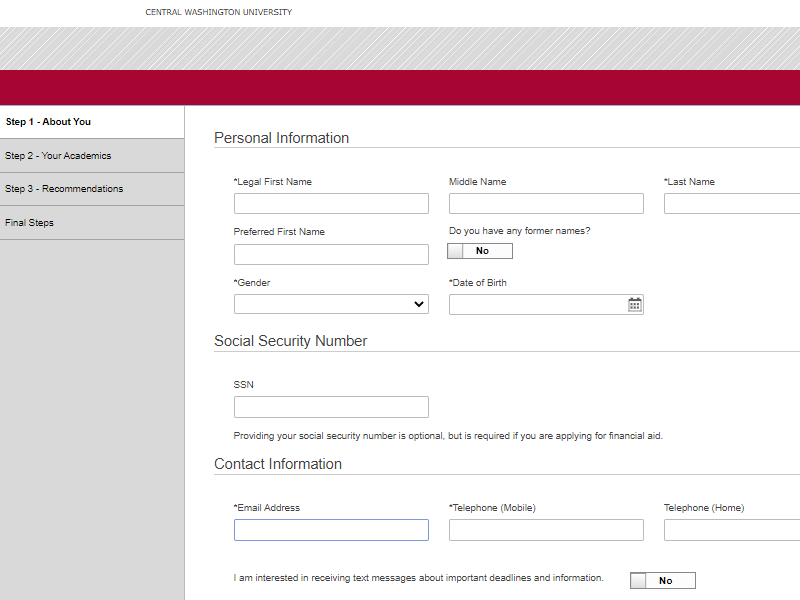 CENTRAL WASHINGTON UNIVERSITY
Step 1 - About You
Step 2 - Your Academics
Step 3 - Recommendations
Final Steps
Personal Information
*Legal First Name
Middle Name
*Last Name
Preferred First Name
Do you have any former names?
No
*Gender
*Date of Birth
Social Security Number
SSN
Providing your social security number is optional, but is required if you are applying for financial aid.
Contact Information
*Email Address
*Telephone (Mobile)
Telephone (Home)
I am interested in receiving text messages about important deadlines and information.
No